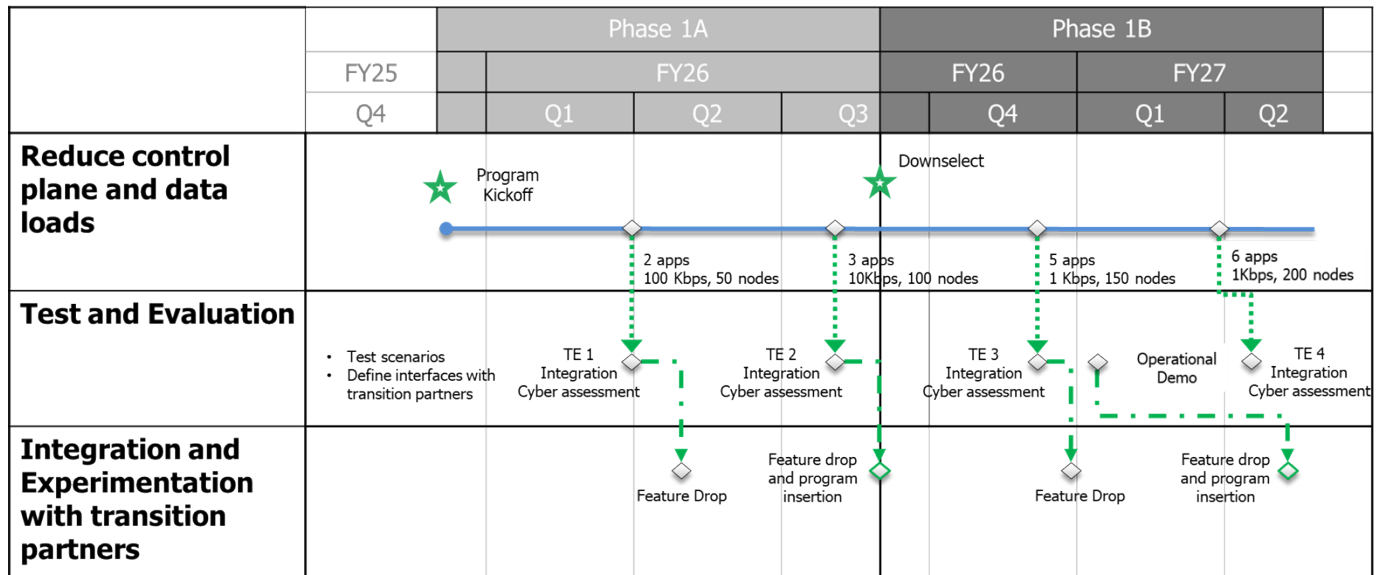 Phase 1A
Phase 1B
FY25
FY26
FY26
FY27
Q4
Q1
Q2
Q3
Q4
Q1
Q2
Reduce control
plane and data
loads
Program
Kickoff
Downselect
2 apps
100 Kbps, 50 nodes
3 apps
10Kbps, 100 nodes
5 apps
1 Kbps, 150 nodes
6 apps
1Kbps, 200 nodes
Test and Evaluation
• Test scenarios
• Define interfaces with
transition partners
TE 1
Integration
Cyber assessment
TE 2
Integration
Cyber assessment
TE 3
Integration
Cyber assessment
Operational
Demo
TE 4
Integration
Cyber assessment
Integration and
Experimentation
with transition
partners
Feature Drop
Feature drop
and program
insertion
Feature Drop
Feature drop
and program
insertion